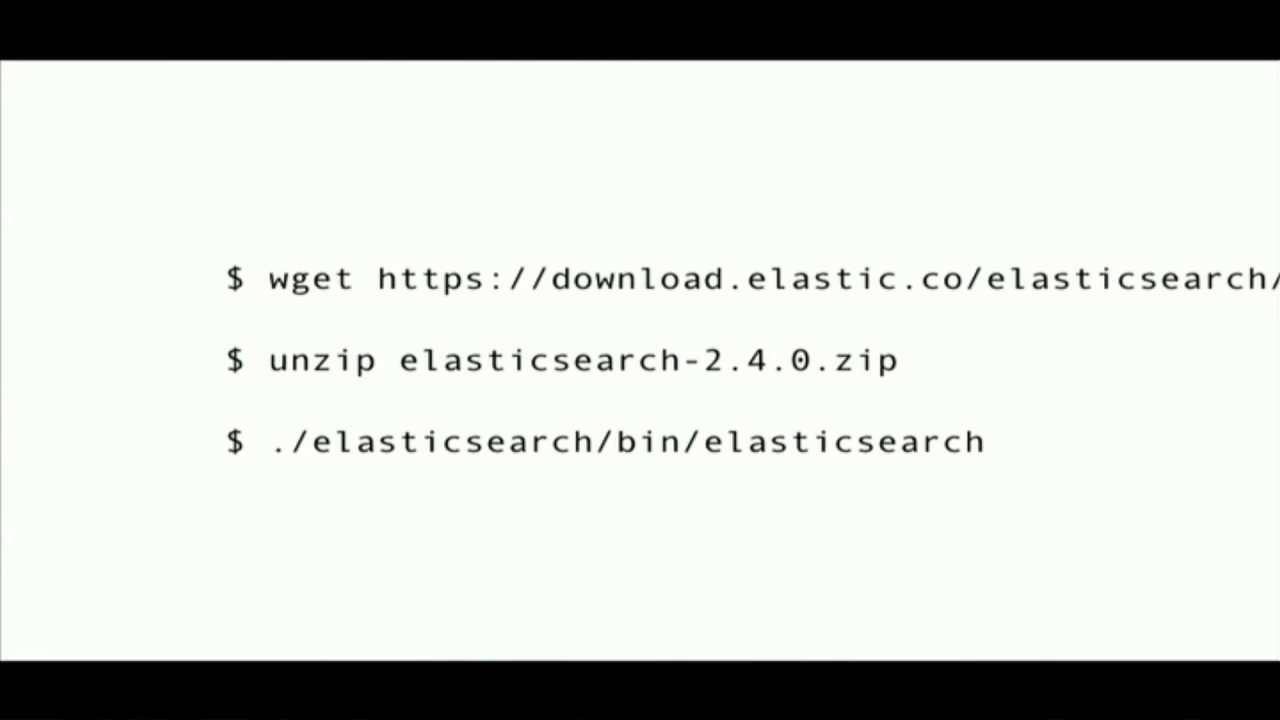 $ wget https://download.elastic.co/elasticsearch/
$ unzip elasticsearch-2.4.0.zip
$ ./elasticsearch/bin/elasticsearch